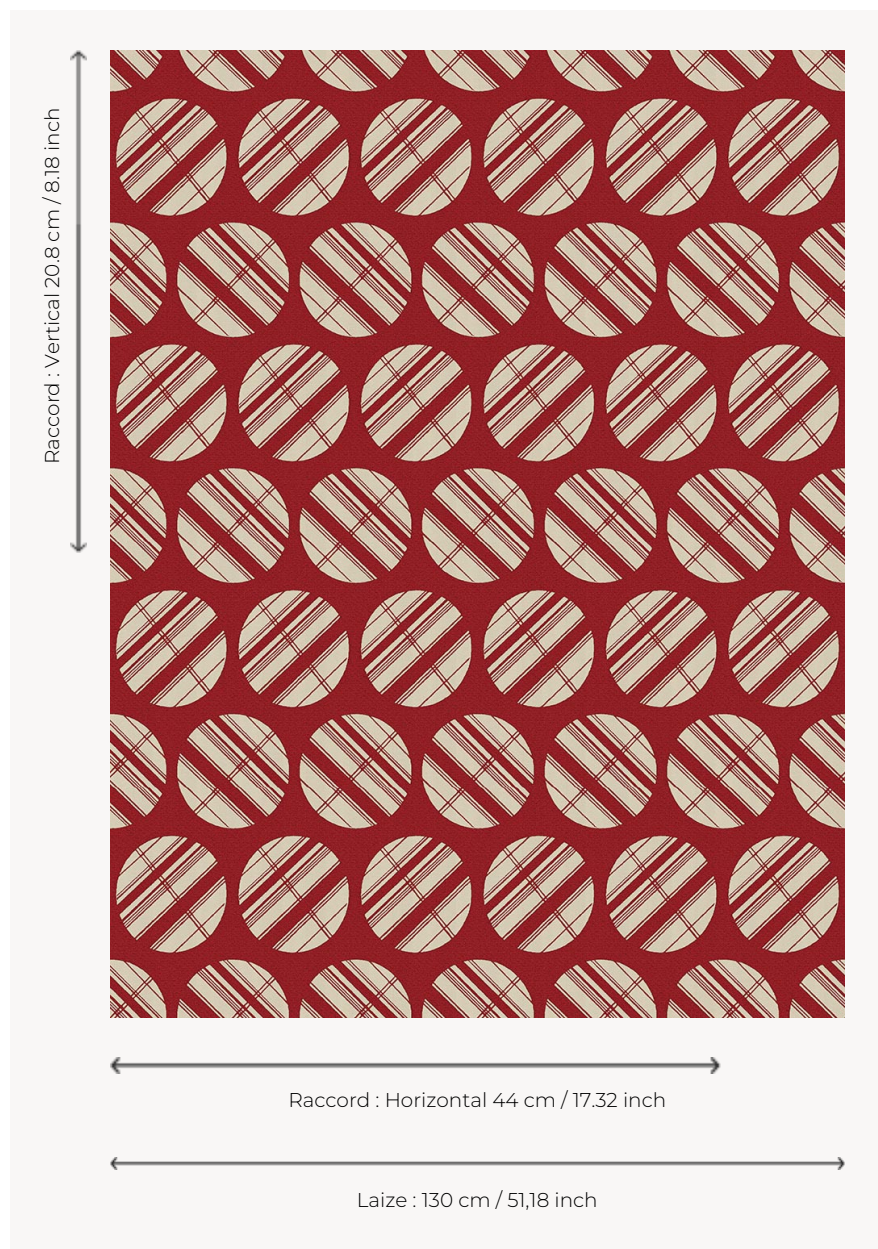 Raccord : Vertical 20.8 cm / 8.18 inch
Raccord : Horizontal 44 cm / 17.32 inch
Laize : 130 cm / 51,18 inch